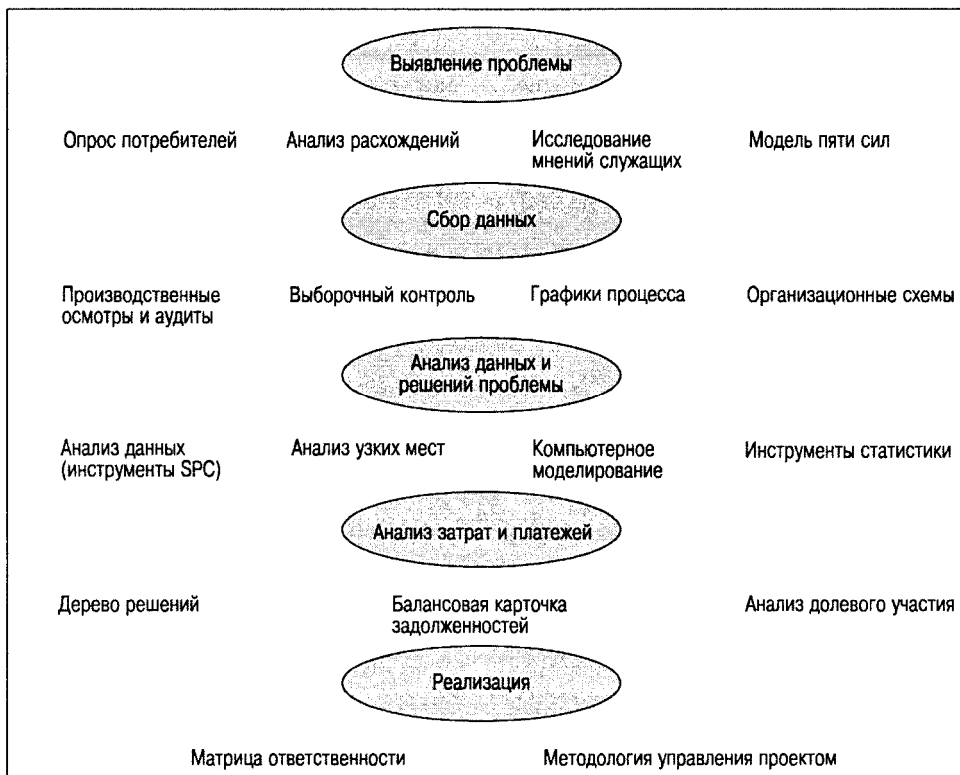 Выявление проблемы
Опрос потребителей Анализ расхождений Исследование мнений служащих Модель пяти сил
Сбор данных
Производственные осмотры и аудиты Выборочный контроль Графики процесса Организационные схемы
Анализ данных и
решений проблемы
Анализ данных (инструменты SPC) Анализ узких мест Компьютерное моделирование Инструменты статистики
Анализ затрат и платежей
Дерево решений Балансовая карточка задолженностей Анализ долевого участия
Реализация
Матрица ответственности Методология управления проектом